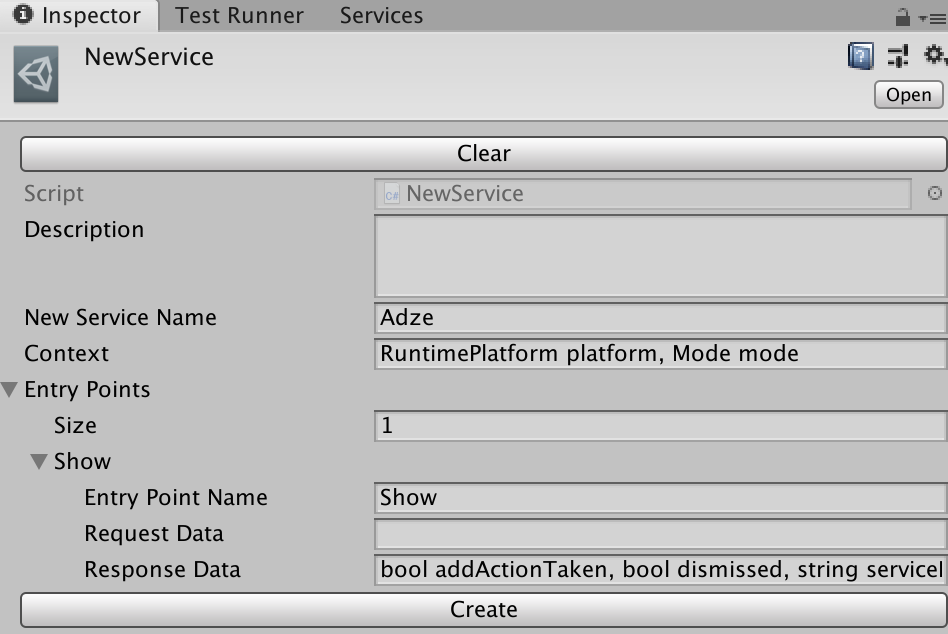 Inspector Test Runner Services
NewService
Open
Clear
Script NewService
Description
New Service Name Adze
Context RuntimePlatform platform, Mode mode
Entry Points
Size 1
Show
Entry Point Name Show
Request Data
Response Data bool addActionTaken, bool dismissed, string serviceI
Create